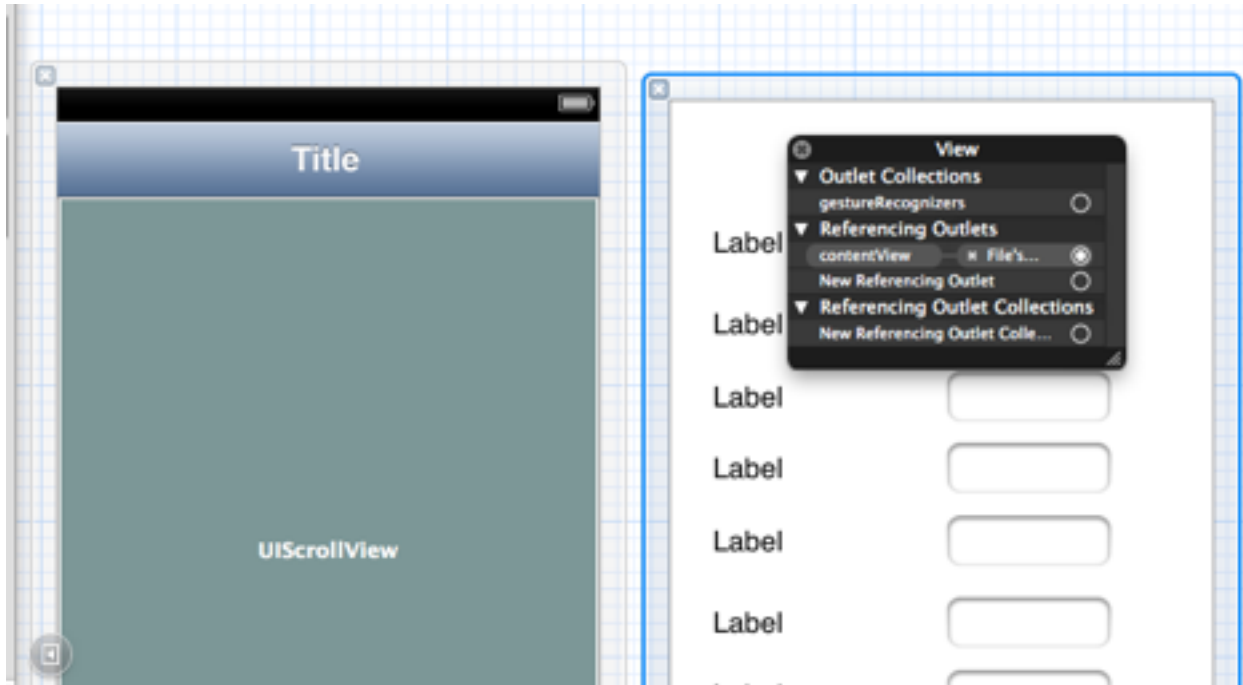 Title
UIScrollView
View
Outlet Collections
gestureRecognizers
Referencing Outlets
contentView File's...
New Referencing Outlet
Referencing Outlet Collections
New Referencing Outlet Colle...
Label
Label
Label
Label
Label
Label